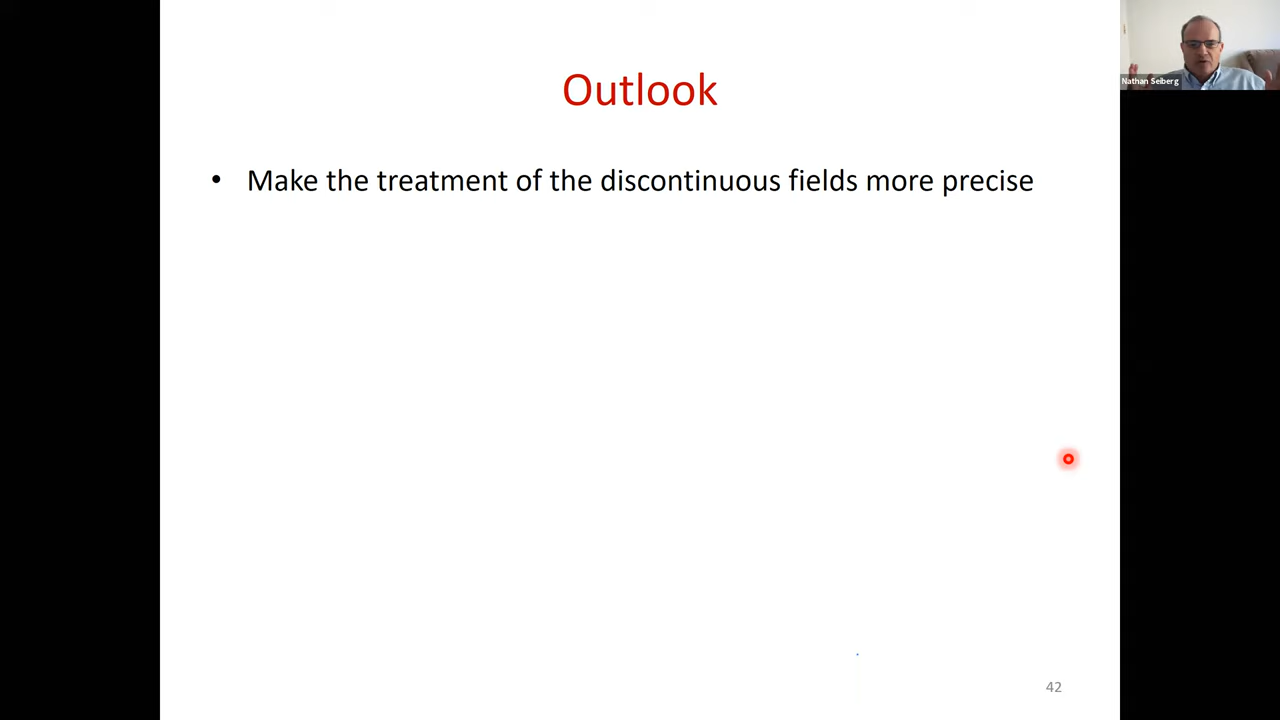 Outlook
Nathan Seiberg
• Make the treatment of the discontinuous fields more precise
42